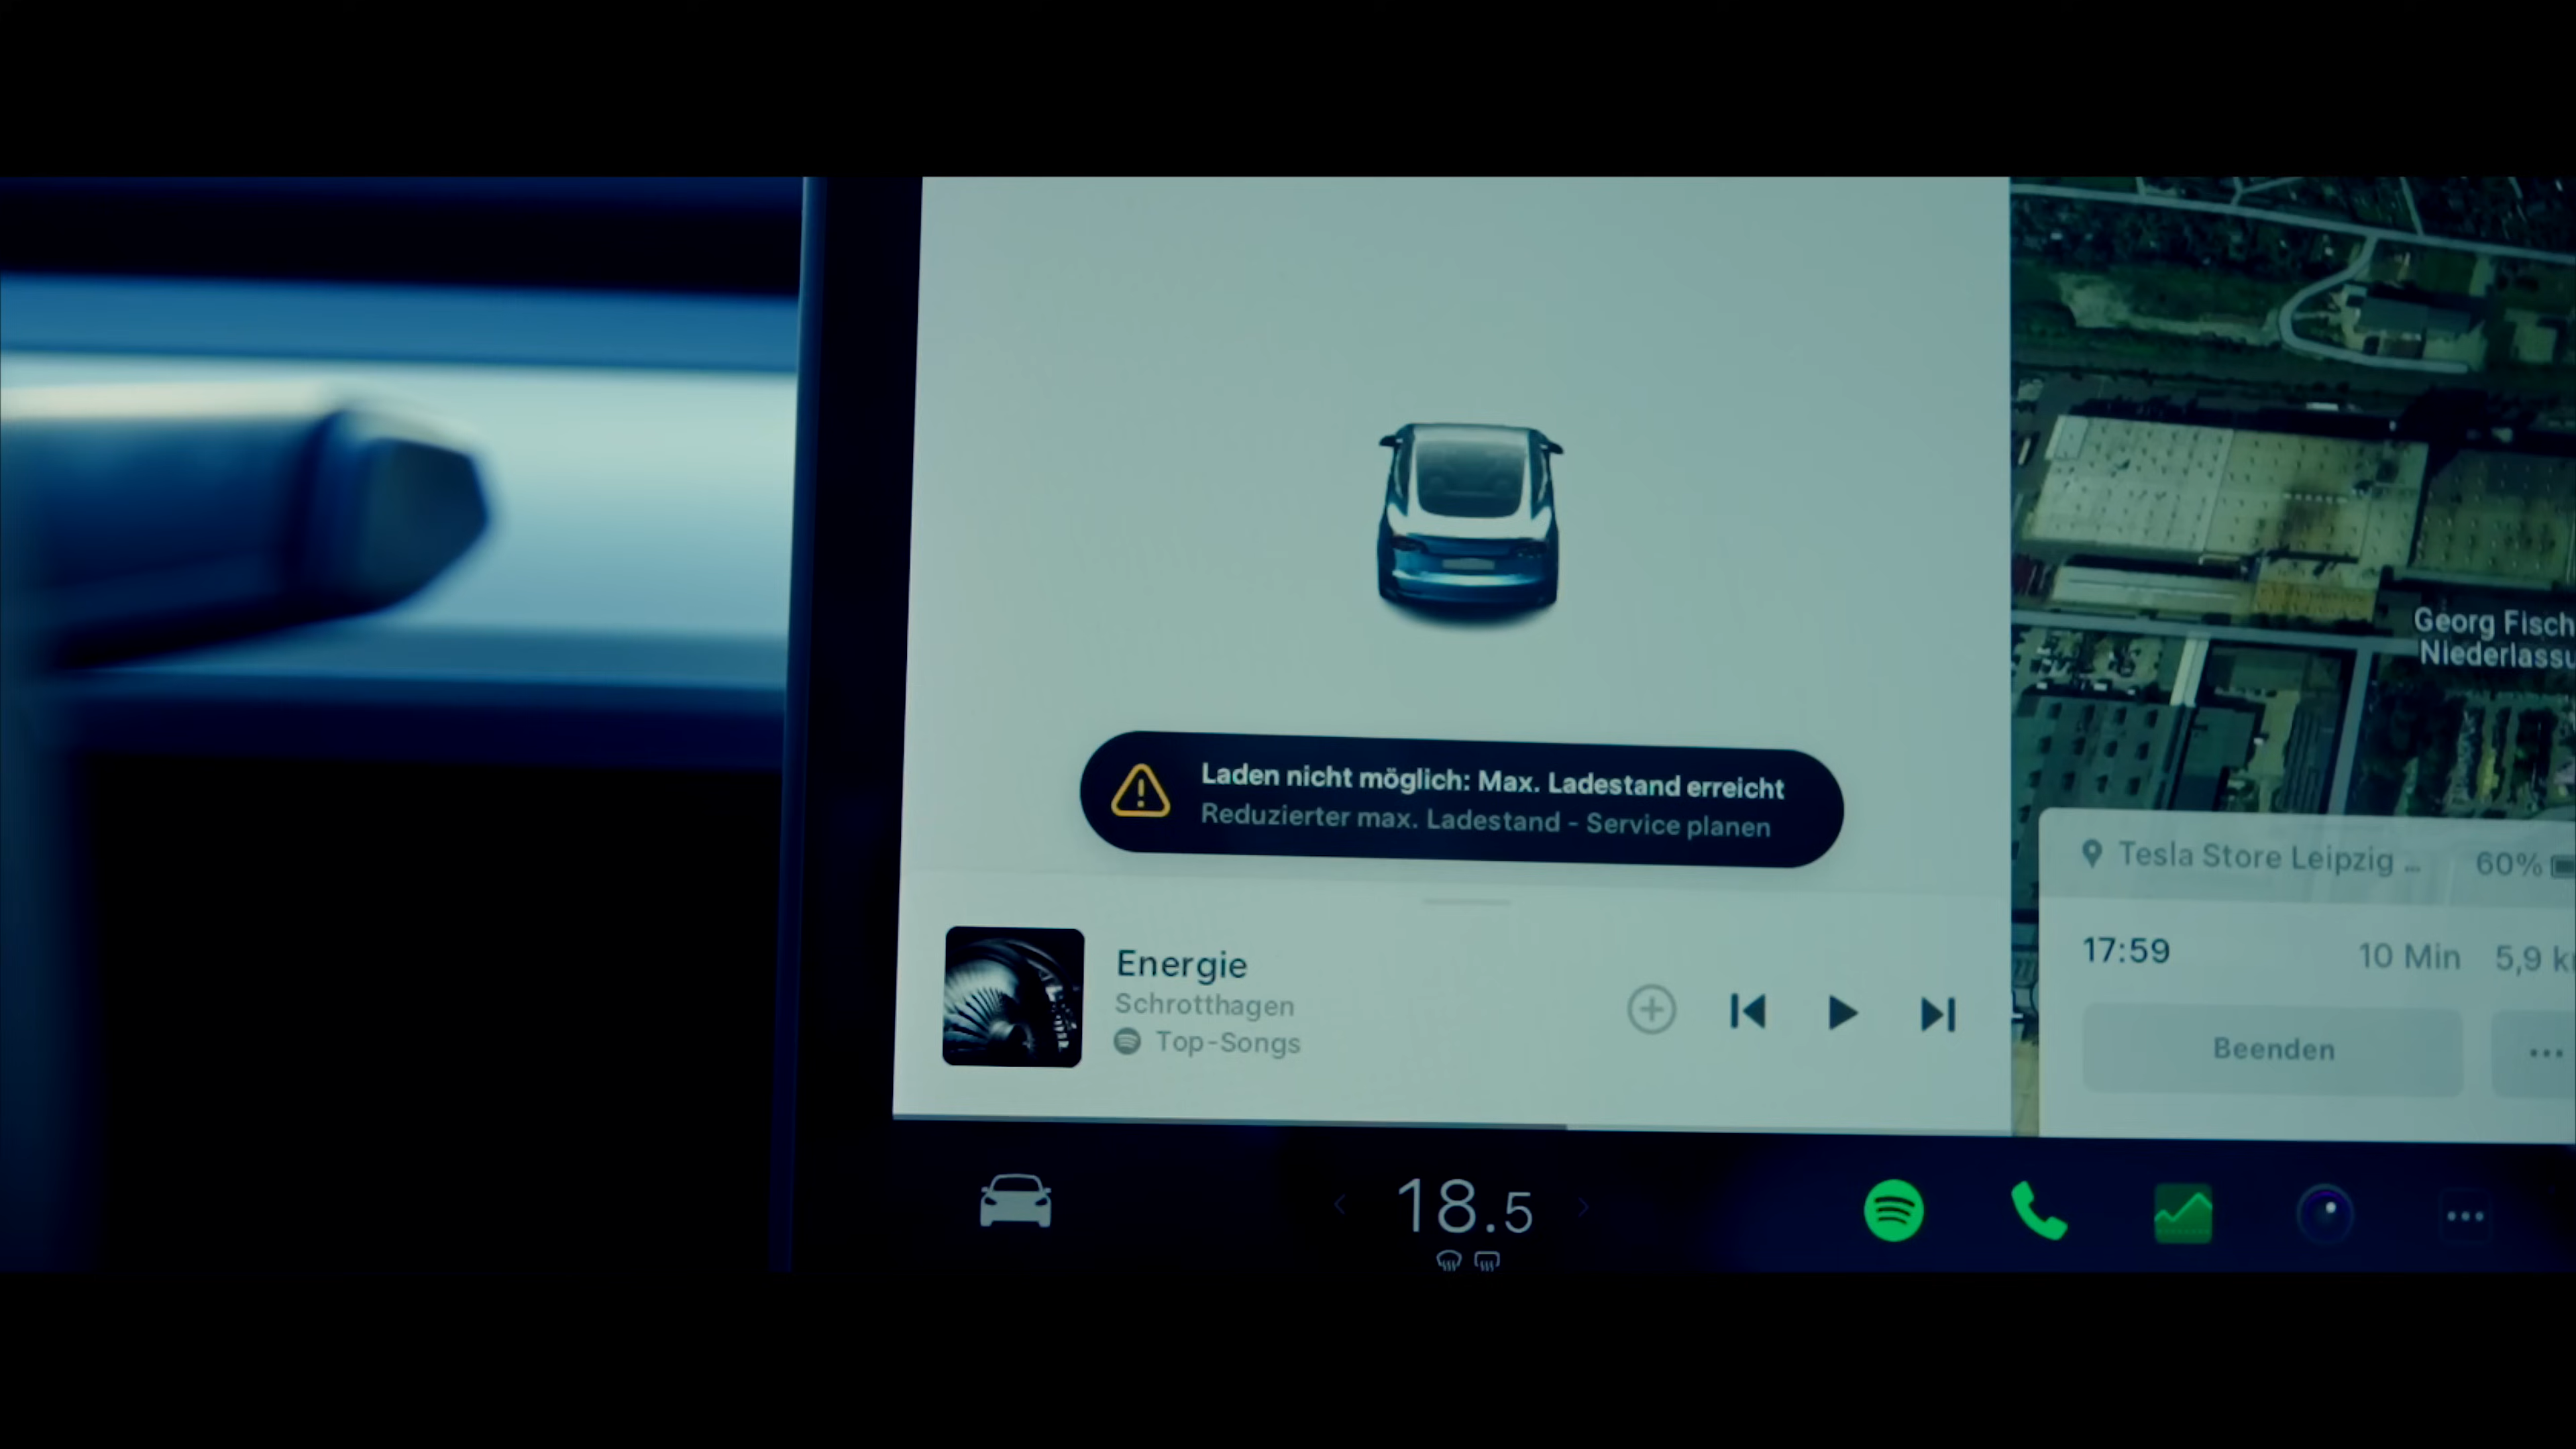 Georg Fisch
Niederlassu
Laden nicht möglich: Max. Ladestand erreicht
Reduzierter max. Ladestand - Service planen
Tesla Store Leipzig ...
60%
Energie
Schrotthagen
Top-Songs
17:59
10 Min
5,9 k
Beenden
18.5